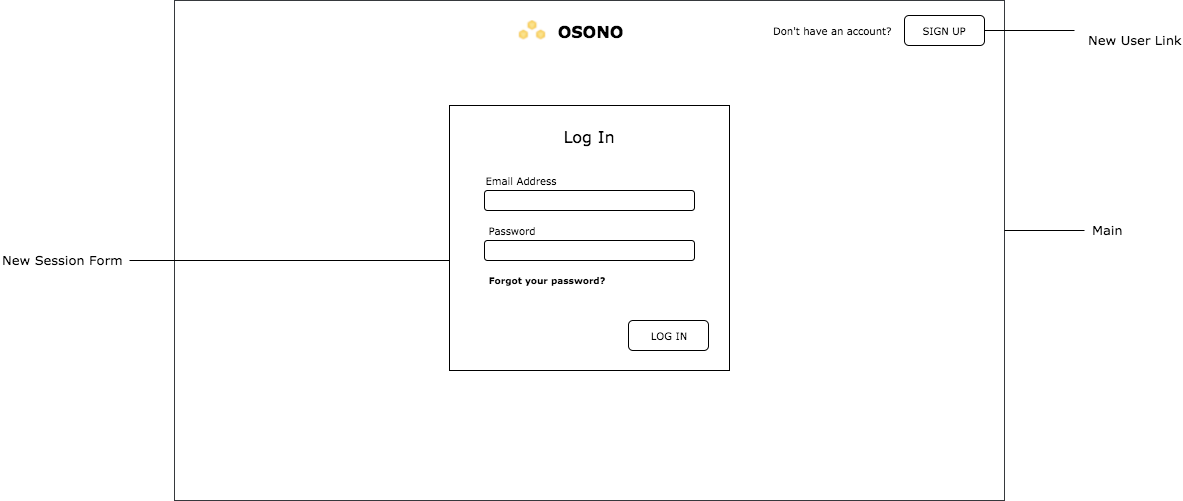 OSONO
Don't have an account?
SIGN UP
New User Link
Log In
Email Address
Password
Forgot your password?
LOG IN
New Session Form
Main